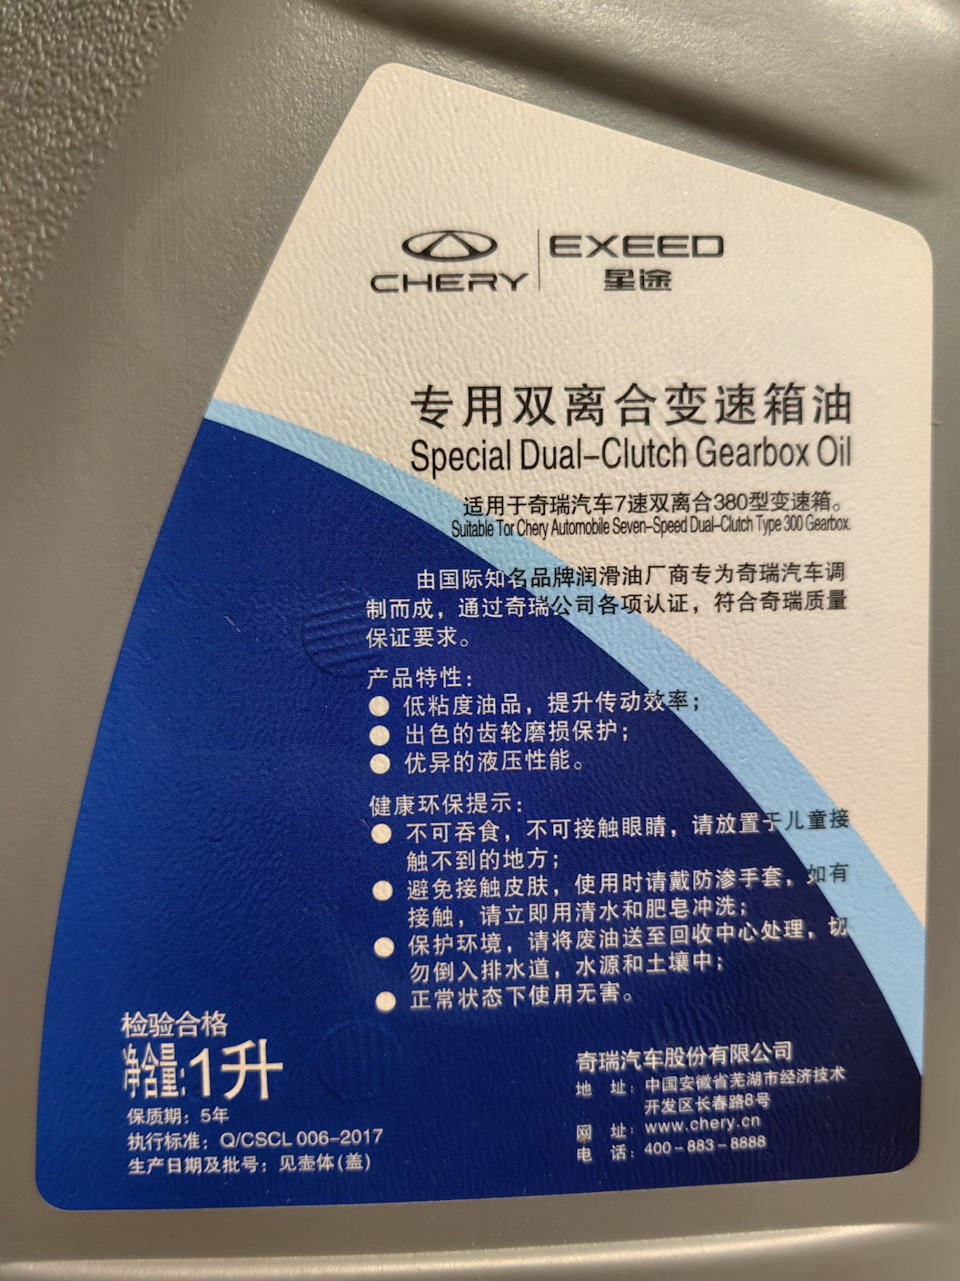 CHERY
EXEED
星途
专用双离合变速箱油
Special Dual-Clutch Gearbox Oil
适用于奇瑞汽车7速双离合380型变速箱。
Suitable Tor Chery Automobile Seven-Speed Dual-Clutch Type 300 Gearbox.
由国际知名品牌润滑油厂商专为奇瑞汽车调
制而成，通过奇瑞公司各项认证，符合奇瑞质量
保证要求。
产品特性：
● 低粘度油品，提升传动效率；
● 出色的齿轮磨损保护；
● 优异的液压性能。
健康环保提示：
● 不可吞食，不可接触眼睛，请放置于儿童接
触不到的地方；
● 避免接触皮肤，使用时请戴防渗手套，如有
接触，请立即用清水和肥皂冲洗；
● 保护环境，请将废油送至回收中心处理，切
勿倒入排水道，水源和土壤中；
● 正常状态下使用无害。
检验合格
净含量:1升
保质期：5年
执行标准：Q/CSCL 006-2017
生产日期及批号：见壶体(盖)
奇瑞汽车股份有限公司
地 址：中国安徽省芜湖市经济技术
开发区长春路8号
网 址：www.chery.cn
电 话：400-883-8888